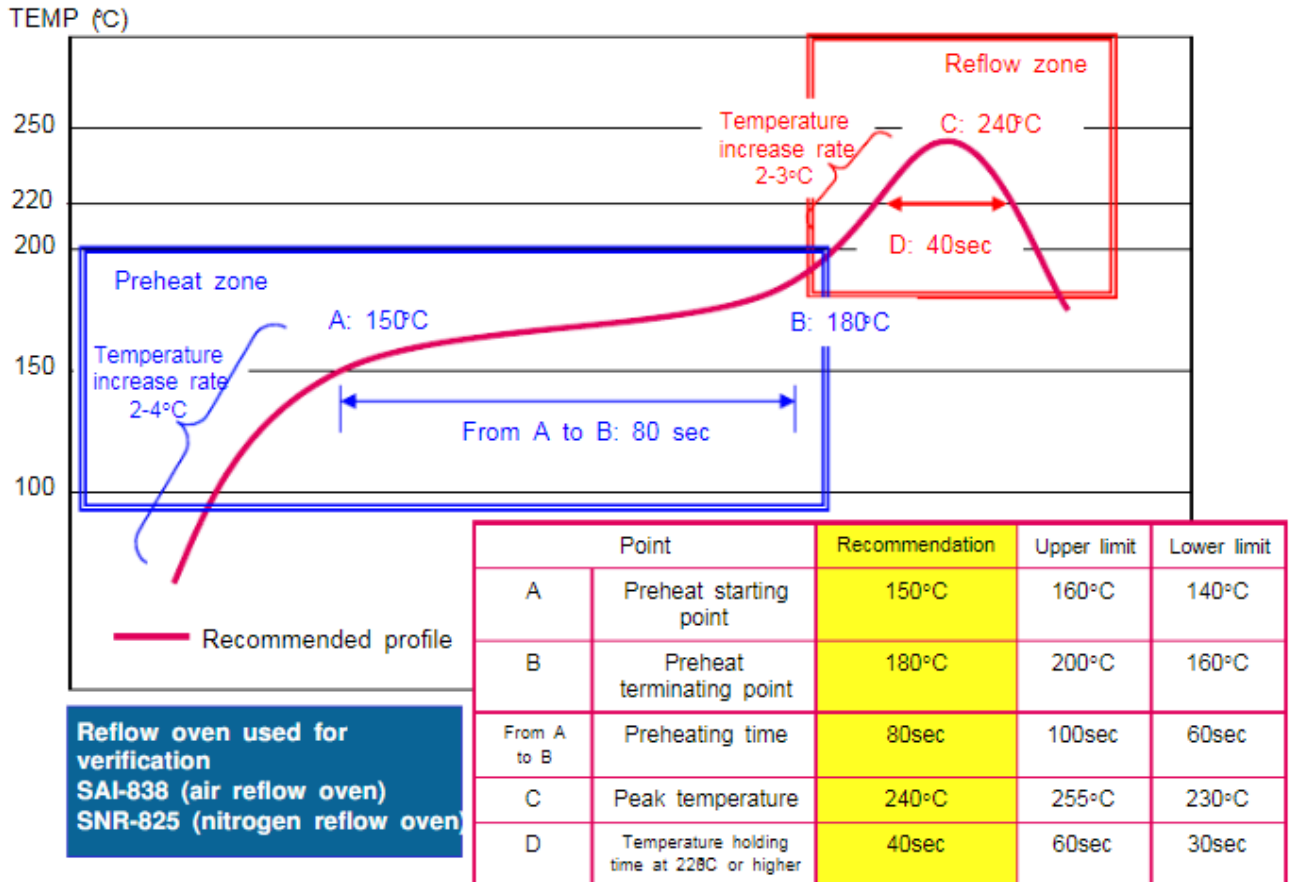 TEMP (°C)
250
220
200
150
100
Reflow zone
Temperature
increase rate
2-3°C
C: 240°C
D: 40sec
Preheat zone
A: 150°C
B: 180°C
Temperature
increase rate
2-4°C
From A to B: 80 sec
Recommended profile
Reflow oven used for
verification
SAI-838 (air reflow oven)
SNR-825 (nitrogen reflow oven)
Point Recommendation Upper limit Lower limit
A Preheat starting point 150°C 160°C 140°C
B Preheat terminating point 180°C 200°C 160°C
From A to B Preheating time 80sec 100sec 60sec
C Peak temperature 240°C 255°C 230°C
D Temperature holding time at 220°C or higher 40sec 60sec 30sec